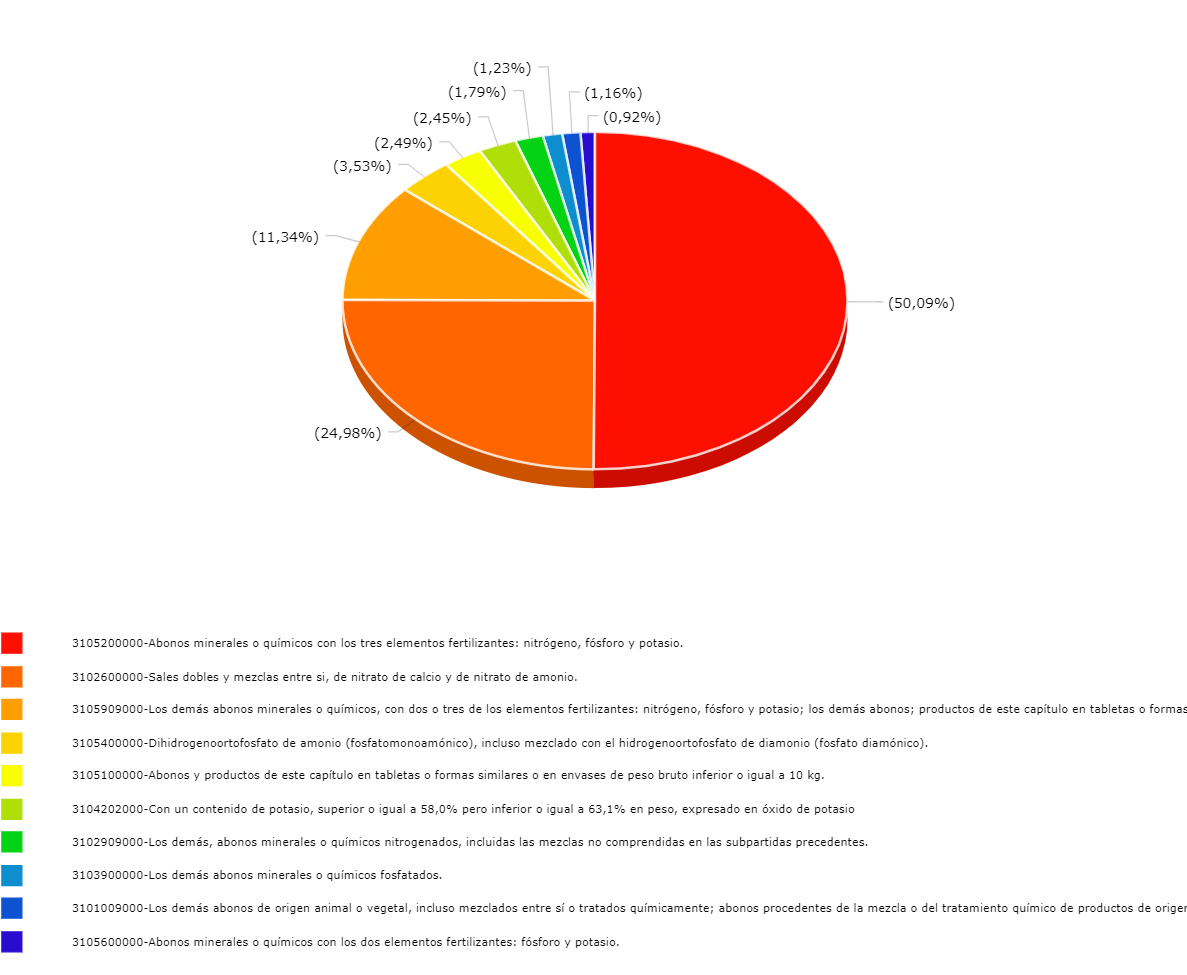 (1,23%)
(1,79%)
(1,16%)
(2,45%)
(0,92%)
(2,49%)
(3,53%)
(11,34%)
(50,09%)
(24,98%)
3105200000-Abonos minerales o químicos con los tres elementos fertilizantes: nitrógeno, fósforo y potasio.
3102600000-Sales dobles y mezclas entre si, de nitrato de calcio y de nitrato de amonio.
3105909000-Los demás abonos minerales o químicos, con dos o tres de los elementos fertilizantes: nitrógeno, fósforo y potasio; los demás abonos; productos de este capítulo en tabletas o formas
3105400000-Dihidrogenoortofosfato de amonio (fosfatomonoamónico), incluso mezclado con el hidrogenoortofosfato de diamonio (fosfato diamónico).
3105100000-Abonos y productos de este capítulo en tabletas o formas similares o en envases de peso bruto inferior o igual a 10 kg.
3104202000-Con un contenido de potasio, superior o igual a 58,0% pero inferior o igual a 63,1% en peso, expresado en óxido de potasio
3102909000-Los demás, abonos minerales o químicos nitrogenados, incluidas las mezclas no comprendidas en las subpartidas precedentes.
3103900000-Los demás abonos minerales o químicos fosfatados.
3101009000-Los demás abonos de origen animal o vegetal, incluso mezclados entre sí o tratados químicamente; abonos procedentes de la mezcla o del tratamiento químico de productos de origen
3105600000-Abonos minerales o químicos con los dos elementos fertilizantes: fósforo y potasio.